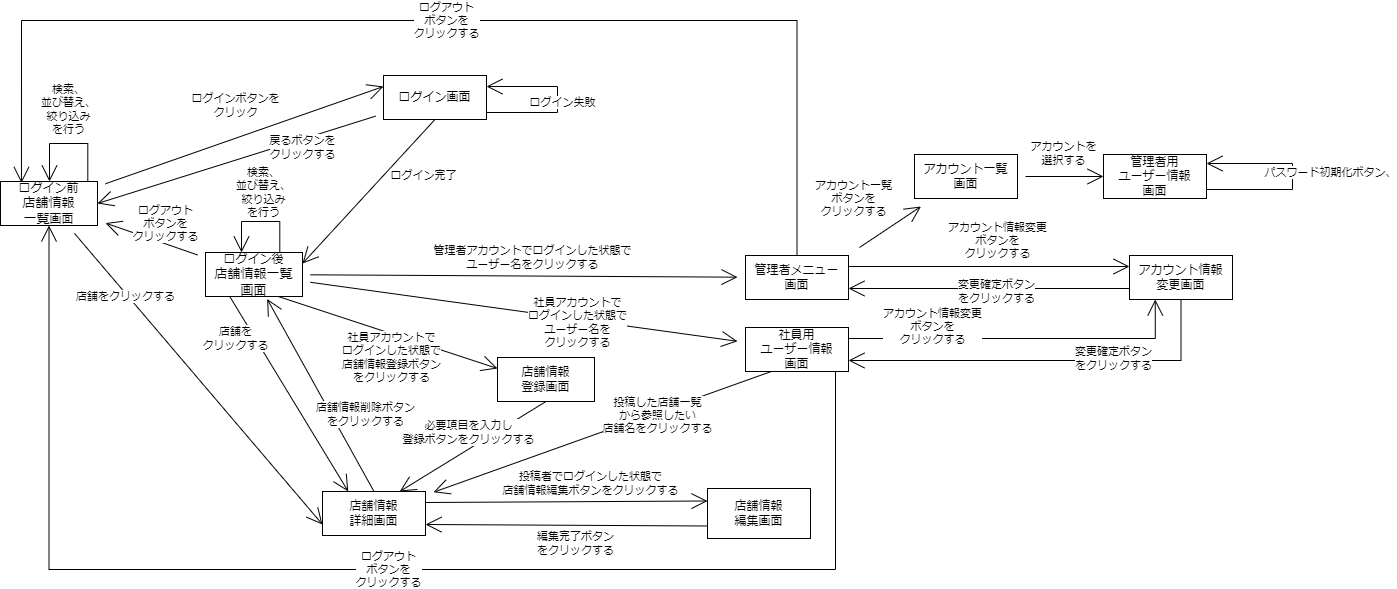 ログアウト
ボタンを
クリックする
検索、
並び替え、
絞り込み
を行う
ログインボタンを
クリック
ログイン画面
ログイン失敗
戻るボタンを
クリックする
ログイン完了
ログイン前
店舗情報
一覧画面
検索、
並び替え、
絞り込み
を行う
ログアウト
ボタンを
クリックする
アカウント一覧
ボタンを
クリックする
アカウント一覧
画面
アカウントを
選択する
管理者用
ユーザー情報
画面
パスワード初期化ボタン、
ログイン後
店舗情報一覧
画面
管理者アカウントでログインした状態で
ユーザー名をクリックする
管理者メニュー
画面
アカウント情報変更
ボタンを
クリックする
変更確定ボタン
をクリックする
アカウント情報
変更画面
店舗をクリックする
店舗を
クリックする
社員アカウントで
ログインした状態で
店舗情報登録ボタン
をクリックする
社員アカウントで
ログインした状態で
ユーザー名を
クリックする
社員用
ユーザー情報
画面
アカウント情報変更
ボタンを
クリックする
変更確定ボタン
をクリックする
店舗情報
登録画面
店舗情報削除ボタン
をクリックする
必要項目を入力し
登録ボタンをクリックする
投稿した店舗一覧
から参照したい
店舗名をクリックする
店舗情報
詳細画面
投稿者でログインした状態で
店舗情報編集ボタンをクリックする
店舗情報
編集画面
編集完了ボタン
をクリックする
ログアウト
ボタンを
クリックする